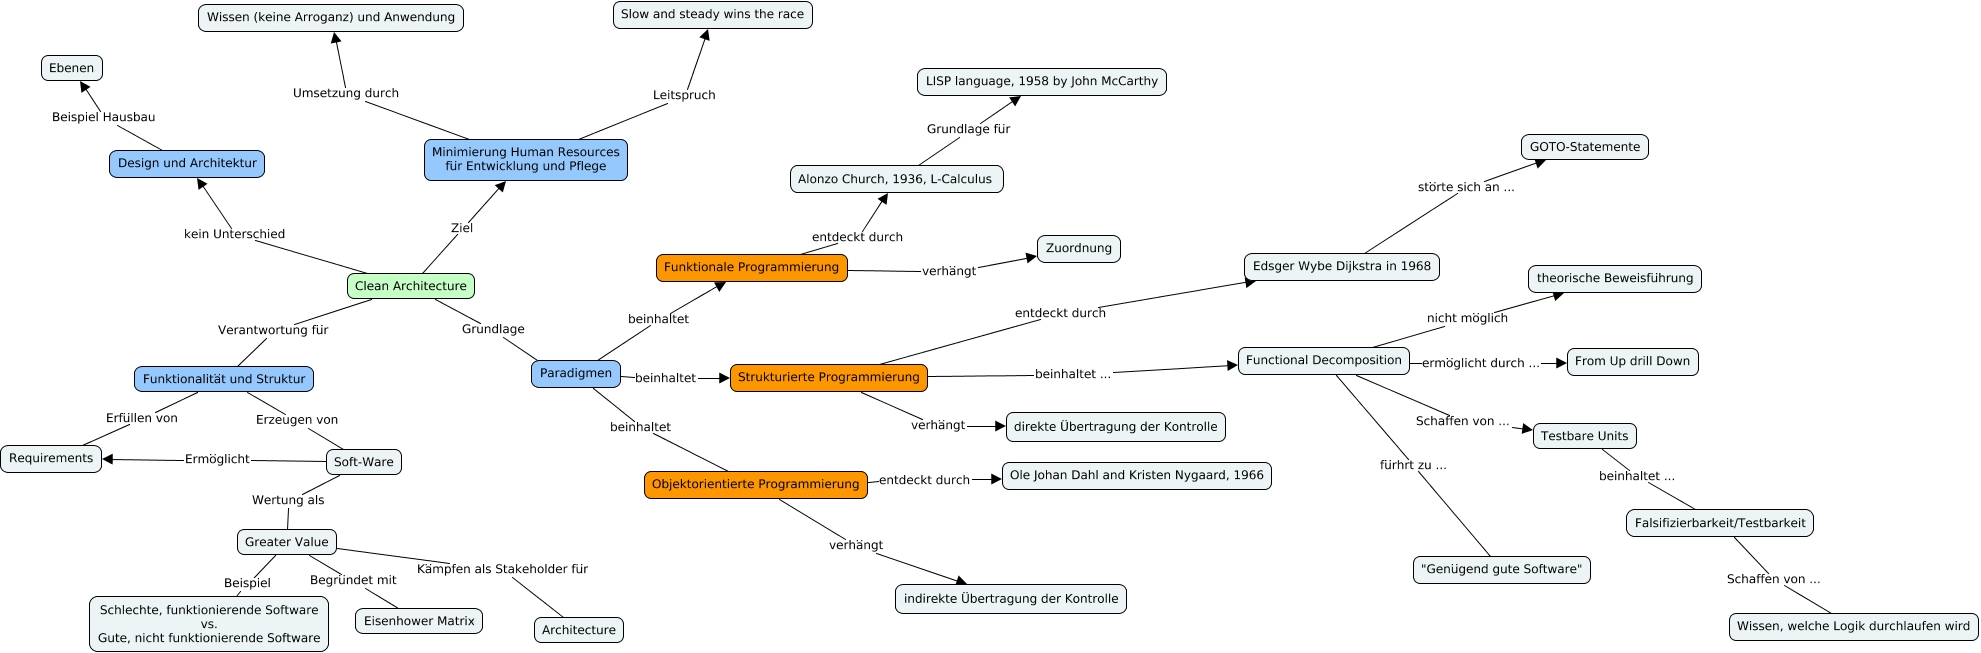 Wissen (keine Arroganz) und Anwendung
Slow and steady wins the race
Ebenen
LISP language, 1958 by John McCarthy
Umsetzung durch
Leitspruch
Beispiel Hausbau
Grundlage für
Design und Architektur
Minimierung Human Resources
für Entwicklung und Pflege
GOTO-Statemente
Alonzo Church, 1936, L-Calculus
störte sich an ...
kein Unterschied
Ziel
entdeckt durch
Zuordnung
Funktionale Programmierung
verhängt
Edsger Wybe Dijkstra in 1968
theorische Beweisführung
Clean Architecture
entdeckt durch
nicht möglich
Verantwortung für
Grundlage
beinhaltet
Functional Decomposition
ermöglicht durch ...
From Up drill Down
Funktionalität und Struktur
Paradigmen
beinhaltet
Strukturierte Programmierung
beinhaltet ...
Erfüllen von
Erzeugen von
beinhaltet
verhängt
direkte Übertragung der Kontrolle
Schaffen von ...
Testbare Units
Requirements
Ermöglicht
Soft-Ware
fürhrt zu ...
beinhaltet ...
Objektorientierte Programmierung
entdeckt durch
Ole Johan Dahl and Kristen Nygaard, 1966
Wertung als
Falsifizierbarkeit/Testbarkeit
Greater Value
verhängt
Kämpfen als Stakeholder für
"Genügend gute Software"
Beispiel
Begründet mit
Schaffen von ...
indirekte Übertragung der Kontrolle
Schlechte, funktionierende Software
vs.
Gute, nicht funktionierende Software
Eisenhower Matrix
Architecture
Wissen, welche Logik durchlaufen wird